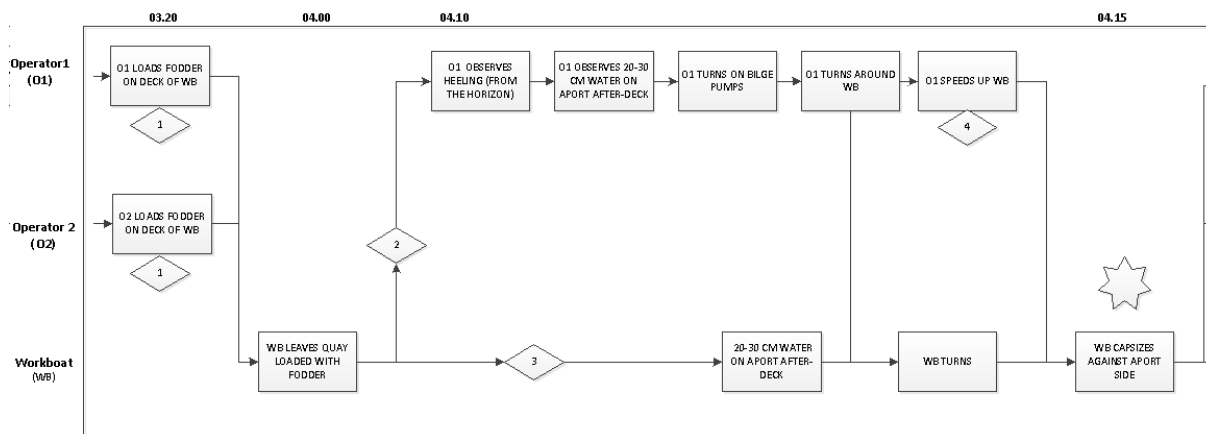 03.20 04.00 04.10 04.15
Operator1
(O1)
O1 LOADS FODDER
ON DECK OF WB
1
O1 OBSERVES
HEELING (FROM
THE HORIZON)
O1 OBSERVES 20-30
CM WATER ON
APORT AFTER-DECK
O1 TURNS ON BILGE
PUMPS
O1 TURNS AROUND
WB
O1 SPEEDS UP WB
4
Operator 2
(O2)
O2 LOADS FODDER
ON DECK OF WB
1
2
Workboat
(WB)
WB LEAVES QUAY
LOADED WITH
FODDER
3
20-30 CM WATER
ON APORT AFTER-
DECK
WB TURNS
WB CAPSIZES
AGAINST APORT
SIDE